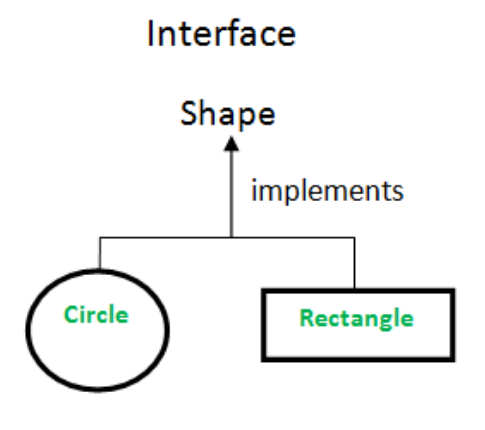 Interface
Shape
implements
Circle
Rectangle